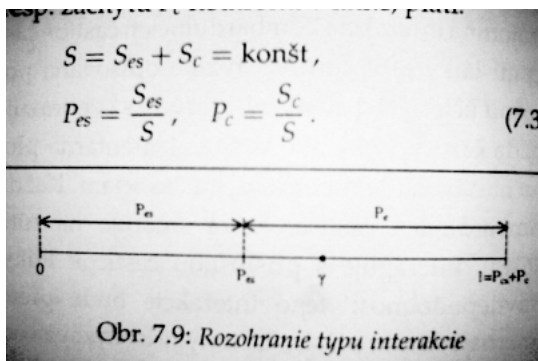 zachytu
S = S_es + S_c = konšt,
P_es = S_es/S, P_c = S_c/S. (7.3
P_es P_c
0 P_es γ 1=P_es+P_c
Obr. 7.9: Rozohranie typu interakcie